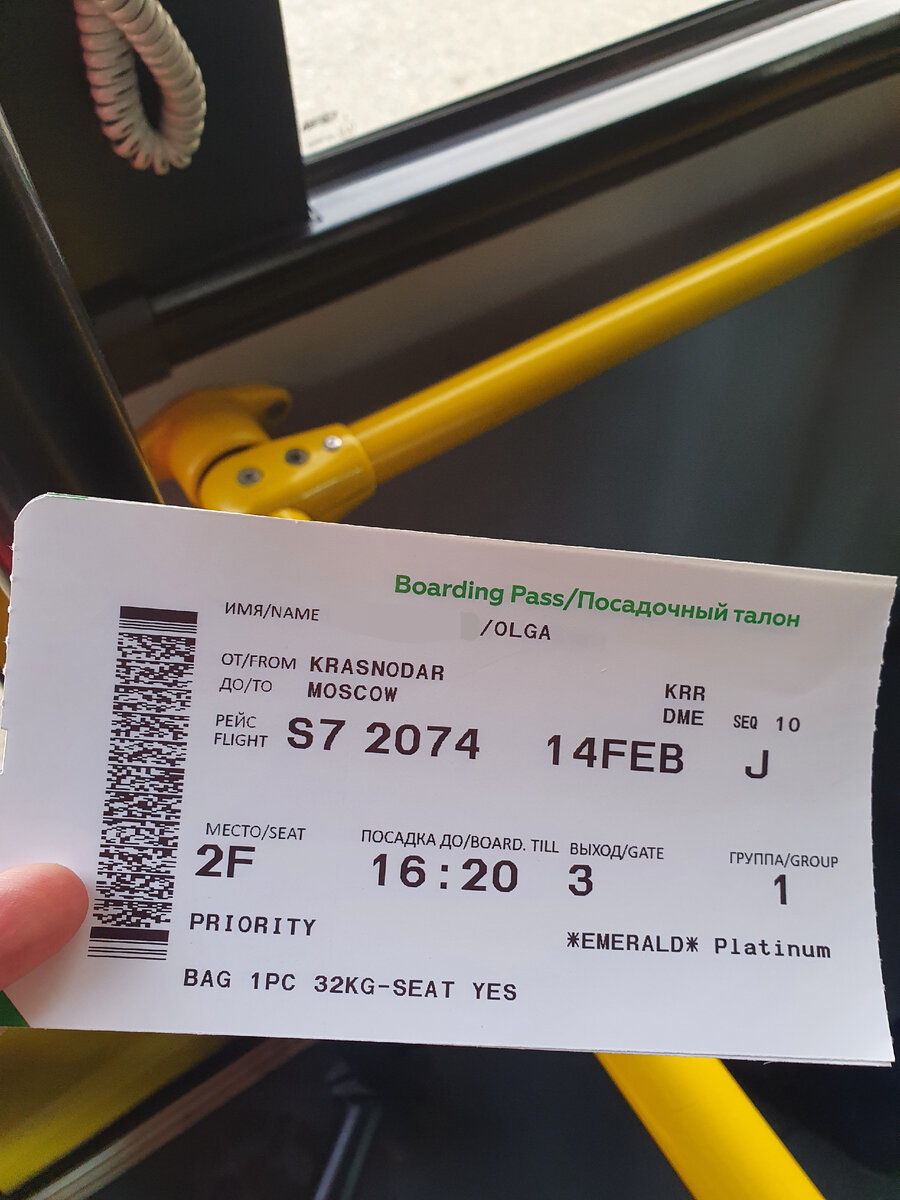 Boarding Pass/Посадочный талон
ИМЯ/NAME
/OLGA
ОТ/FROM KRASNODAR KRR
ДО/TO MOSCOW DME SEQ 10
РЕЙС
FLIGHT S7 2074 14FEB J
МЕСТО/SEAT ПОСАДКА ДО/BOARD. TILL ВЫХОД/GATE ГРУППА/GROUP
2F 16:20 3 1
PRIORITY *EMERALD* Platinum
BAG 1PC 32KG-SEAT YES